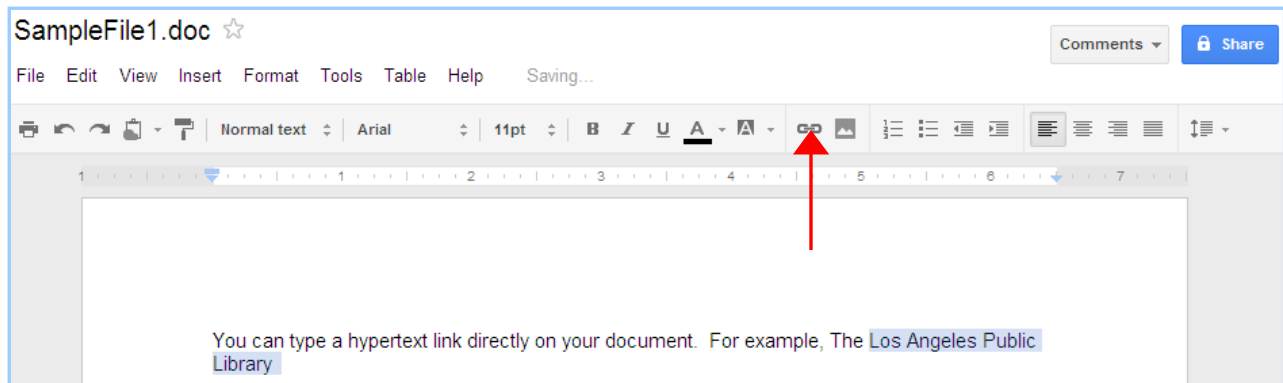 SampleFile1.doc
Comments
Share
File Edit View Insert Format Tools Table Help Saving...
Normal text Arial 11pt B I U A A
1 1 2 3 4 5 6 7
You can type a hypertext link directly on your document. For example, The Los Angeles Public
Library